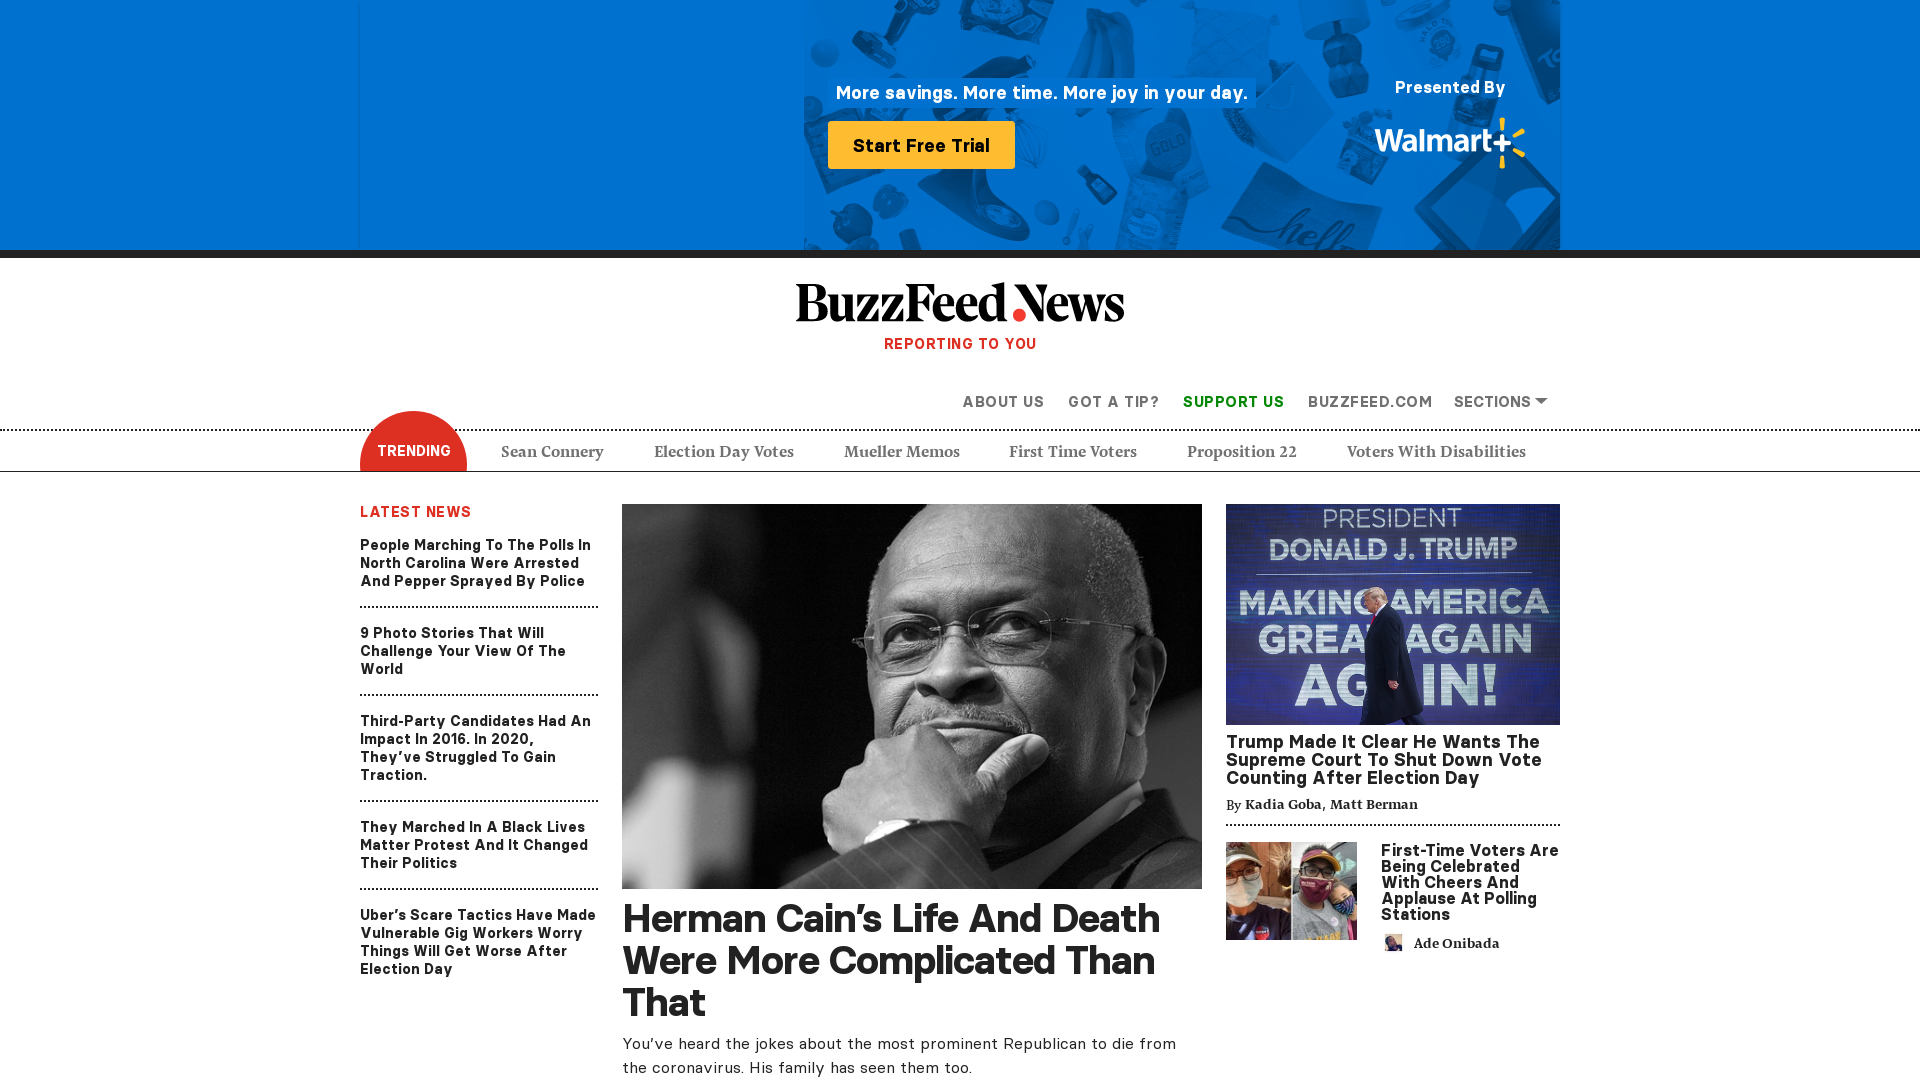 More savings. More time. More joy in your day.
Start Free Trial
Presented By
Walmart+
BuzzFeed News
REPORTING TO YOU
ABOUT US
GOT A TIP?
SUPPORT US
BUZZFEED.COM
SECTIONS
TRENDING
Sean Connery
Election Day Votes
Mueller Memos
First Time Voters
Proposition 22
Voters With Disabilities
LATEST NEWS
People Marching To The Polls In
North Carolina Were Arrested
And Pepper Sprayed By Police
9 Photo Stories That Will
Challenge Your View Of The
World
Third-Party Candidates Had An
Impact In 2016. In 2020,
They’ve Struggled To Gain
Traction.
They Marched In A Black Lives
Matter Protest And It Changed
Their Politics
Uber’s Scare Tactics Have Made
Vulnerable Gig Workers Worry
Things Will Get Worse After
Election Day
Herman Cain’s Life And Death
Were More Complicated Than
That
You’ve heard the jokes about the most prominent Republican to die from
the coronavirus. His family has seen them too.
PRESIDENT
DONALD J. TRUMP
MAKING AMERICA
GREAT AGAIN
AGAIN!
Trump Made It Clear He Wants The
Supreme Court To Shut Down Vote
Counting After Election Day
By Kadia Goba, Matt Berman
First-Time Voters Are
Being Celebrated
With Cheers And
Applause At Polling
Stations
Ade Onibada
hello
GOLD